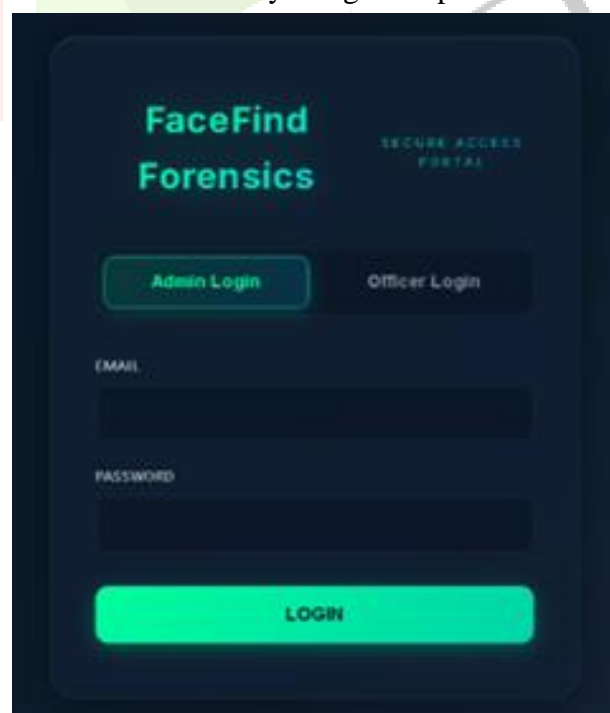 FaceFind
Forensics
SECURE ACCESS
PORTAL
Admin Login
Officer Login
EMAIL
PASSWORD
LOGIN